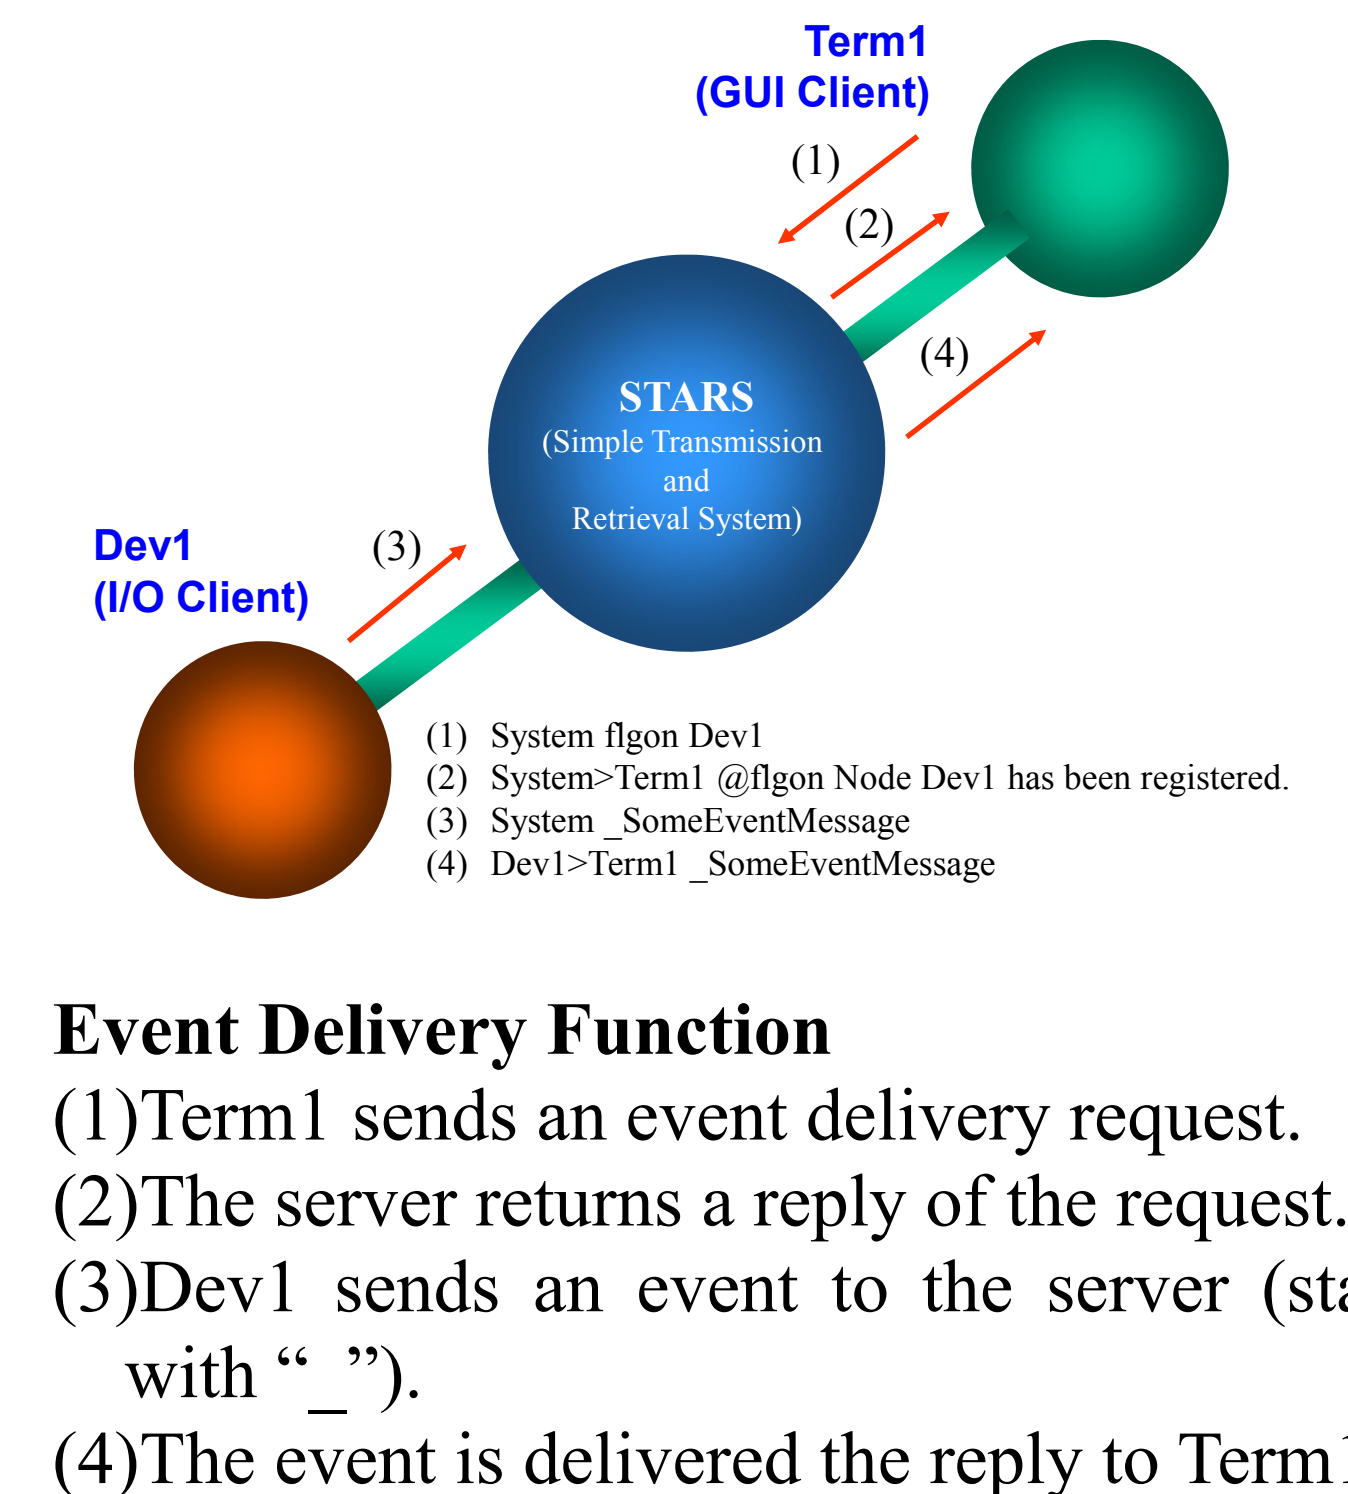 Term1
(GUI Client)
(1)
(2)
(4)
STARS
(Simple Transmission
and
Retrieval System)
Dev1
(I/O Client)
(3)
(1) System flgon Dev1
(2) System>Term1 @flgon Node Dev1 has been registered.
(3) System _SomeEventMessage
(4) Dev1>Term1 _SomeEventMessage
Event Delivery Function
(1)Term1 sends an event delivery request.
(2)The server returns a reply of the request.
(3)Dev1 sends an event to the server
with “_”).
(4)The event is delivered the reply to Term1